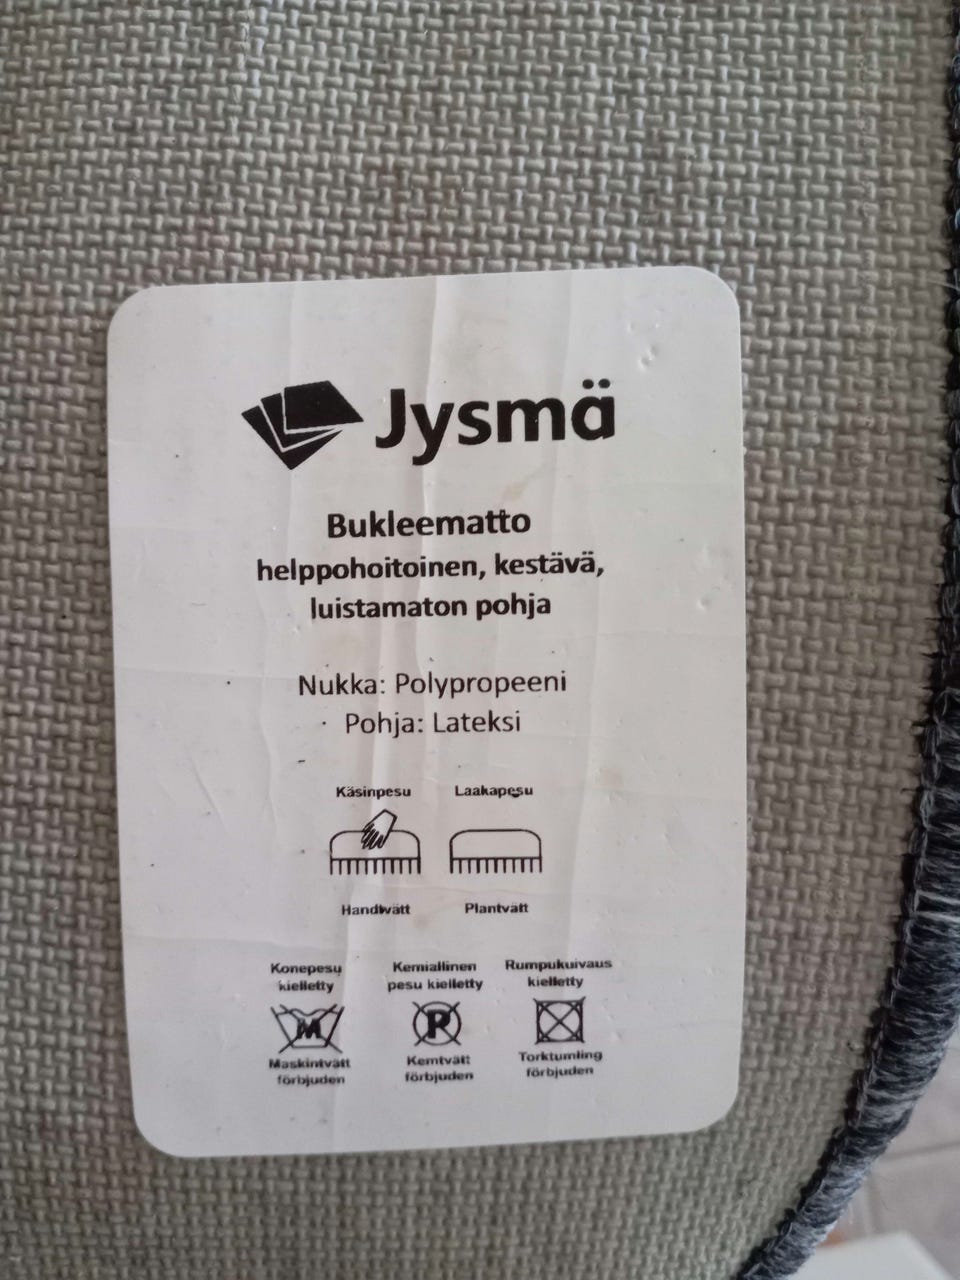 Jysmä
Bukleematto
helppohoitoinen, kestävä,
luistamaton pohja
Nukka: Polypropeeni
Pohja: Lateksi
Käsinpesu Laakapesu
Handtvätt Plantvätt
Konepesu kielletty
Kemiallinen pesu kielletty
Rumpukuivaus kielletty
M P
Maskintvätt förbjuden
Kemtvätt förbjuden
Torktumling förbjuden